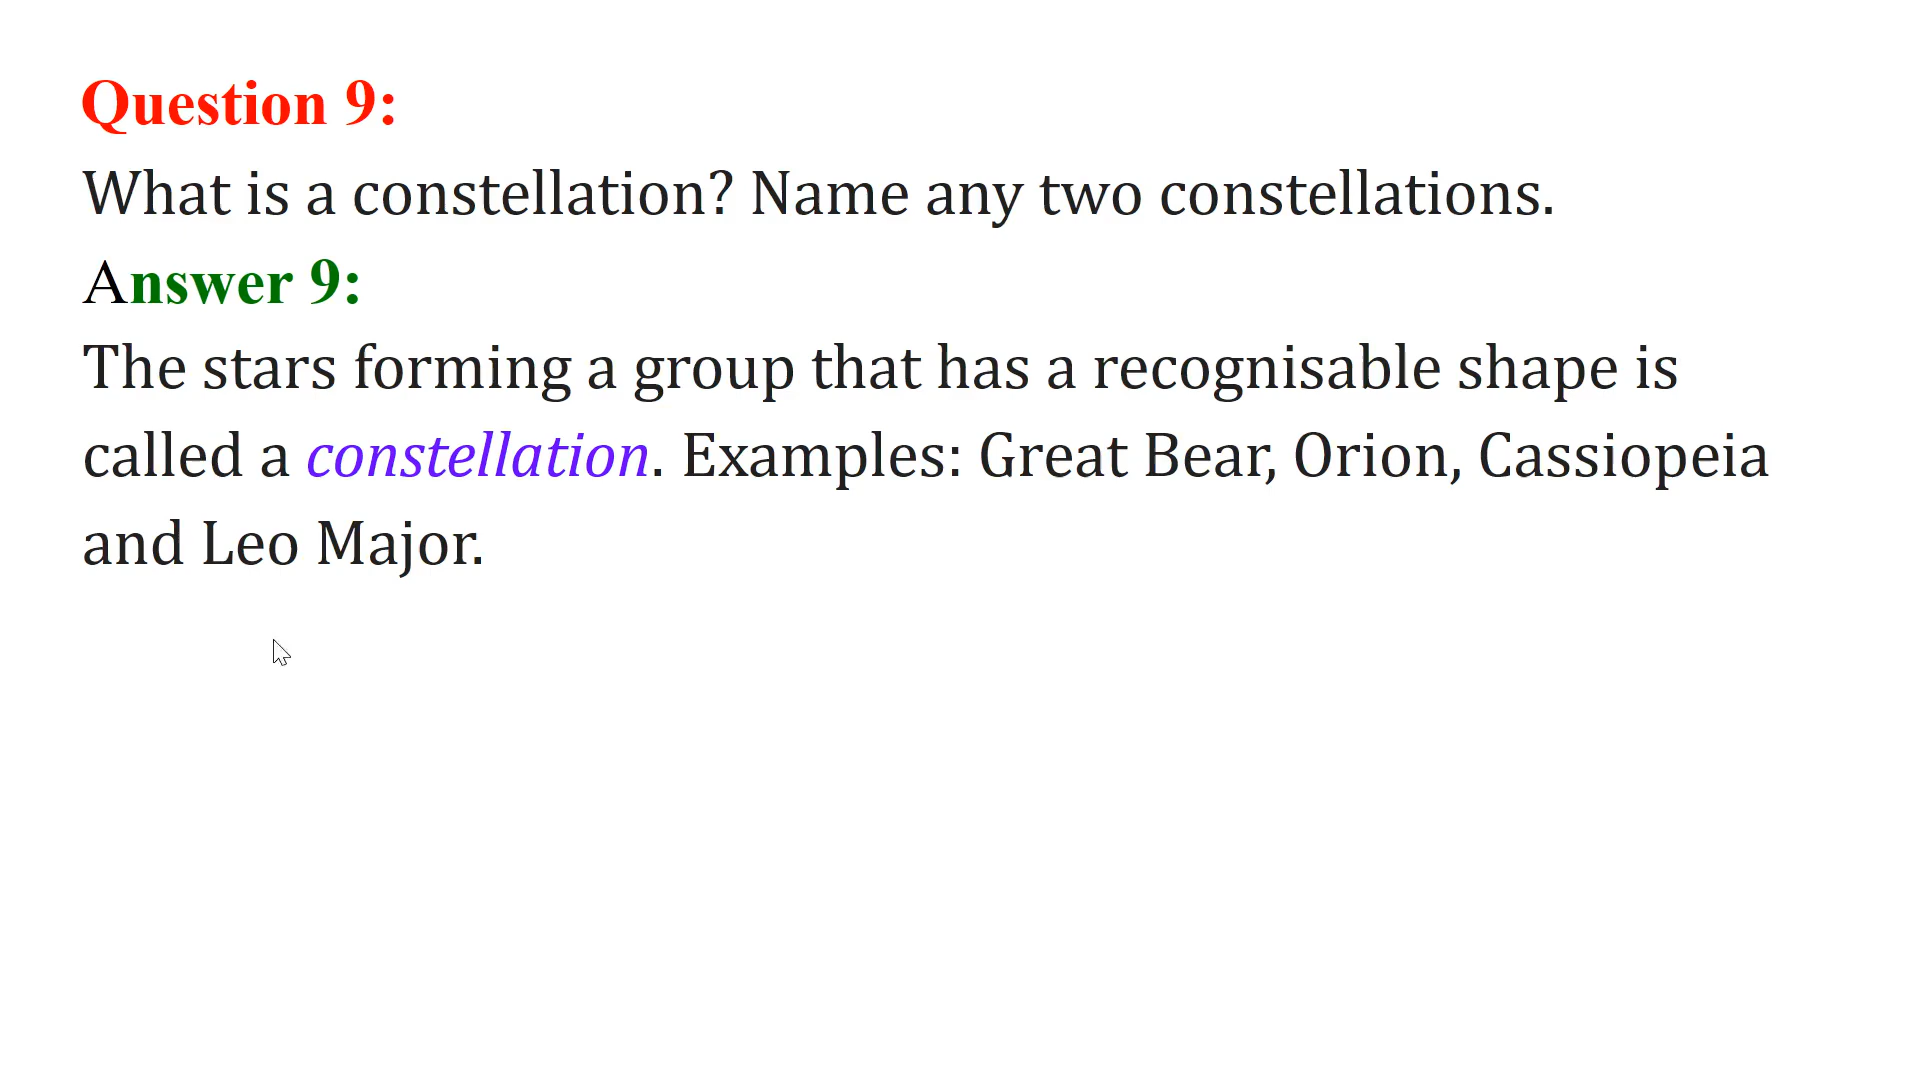 Question 9:
What is a constellation? Name any two constellations.
Answer 9:
The stars forming a group that has a recognisable shape is
called a constellation. Examples: Great Bear, Orion, Cassiopeia
and Leo Major.